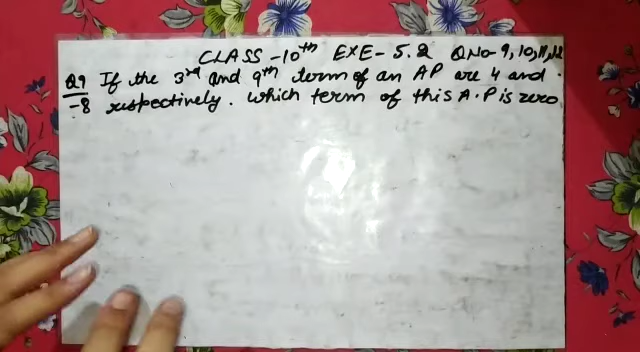 CLASS - 10th EXE - 5.2 QNo- 9, 10, 11, 12
Q9 If the 3rd and 9th term of an AP are 4 and
-8 respectively. Which term of this A.P is zero.